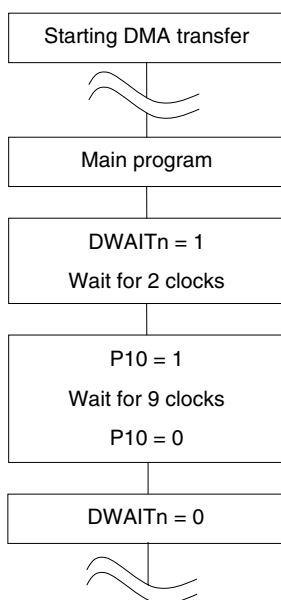 Starting DMA transfer
Main program
DWAITn = 1
Wait for 2 clocks
P10 = 1
Wait for 9 clocks
P10 = 0
DWAITn = 0